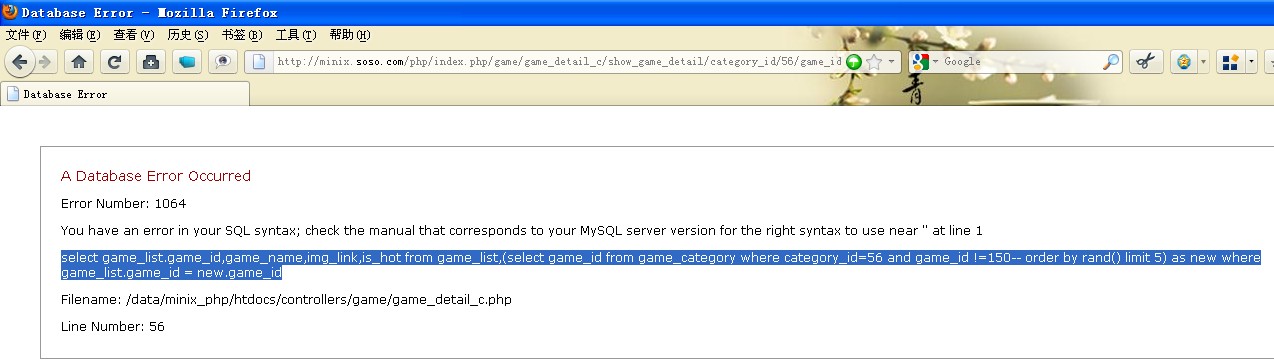 Database Error - Mozilla Firefox
文件(F) 编辑(E) 查看(V) 历史(S) 书签(B) 工具(T) 帮助(H)
http://minix.soso.com/php/index.php/game/game_detail_c/show_game_detail/category_id/56/game_id Google
青
Database Error
A Database Error Occurred
Error Number: 1064
You have an error in your SQL syntax; check the manual that corresponds to your MySQL server version for the right syntax to use near '' at line 1
select game_list.game_id,game_name,img_link,is_hot from game_list,(select game_id from game_category where category_id=56 and game_id !=150-- order by rand() limit 5) as new where
game_list.game_id = new.game_id
Filename: /data/minix_php/htdocs/controllers/game/game_detail_c.php
Line Number: 56